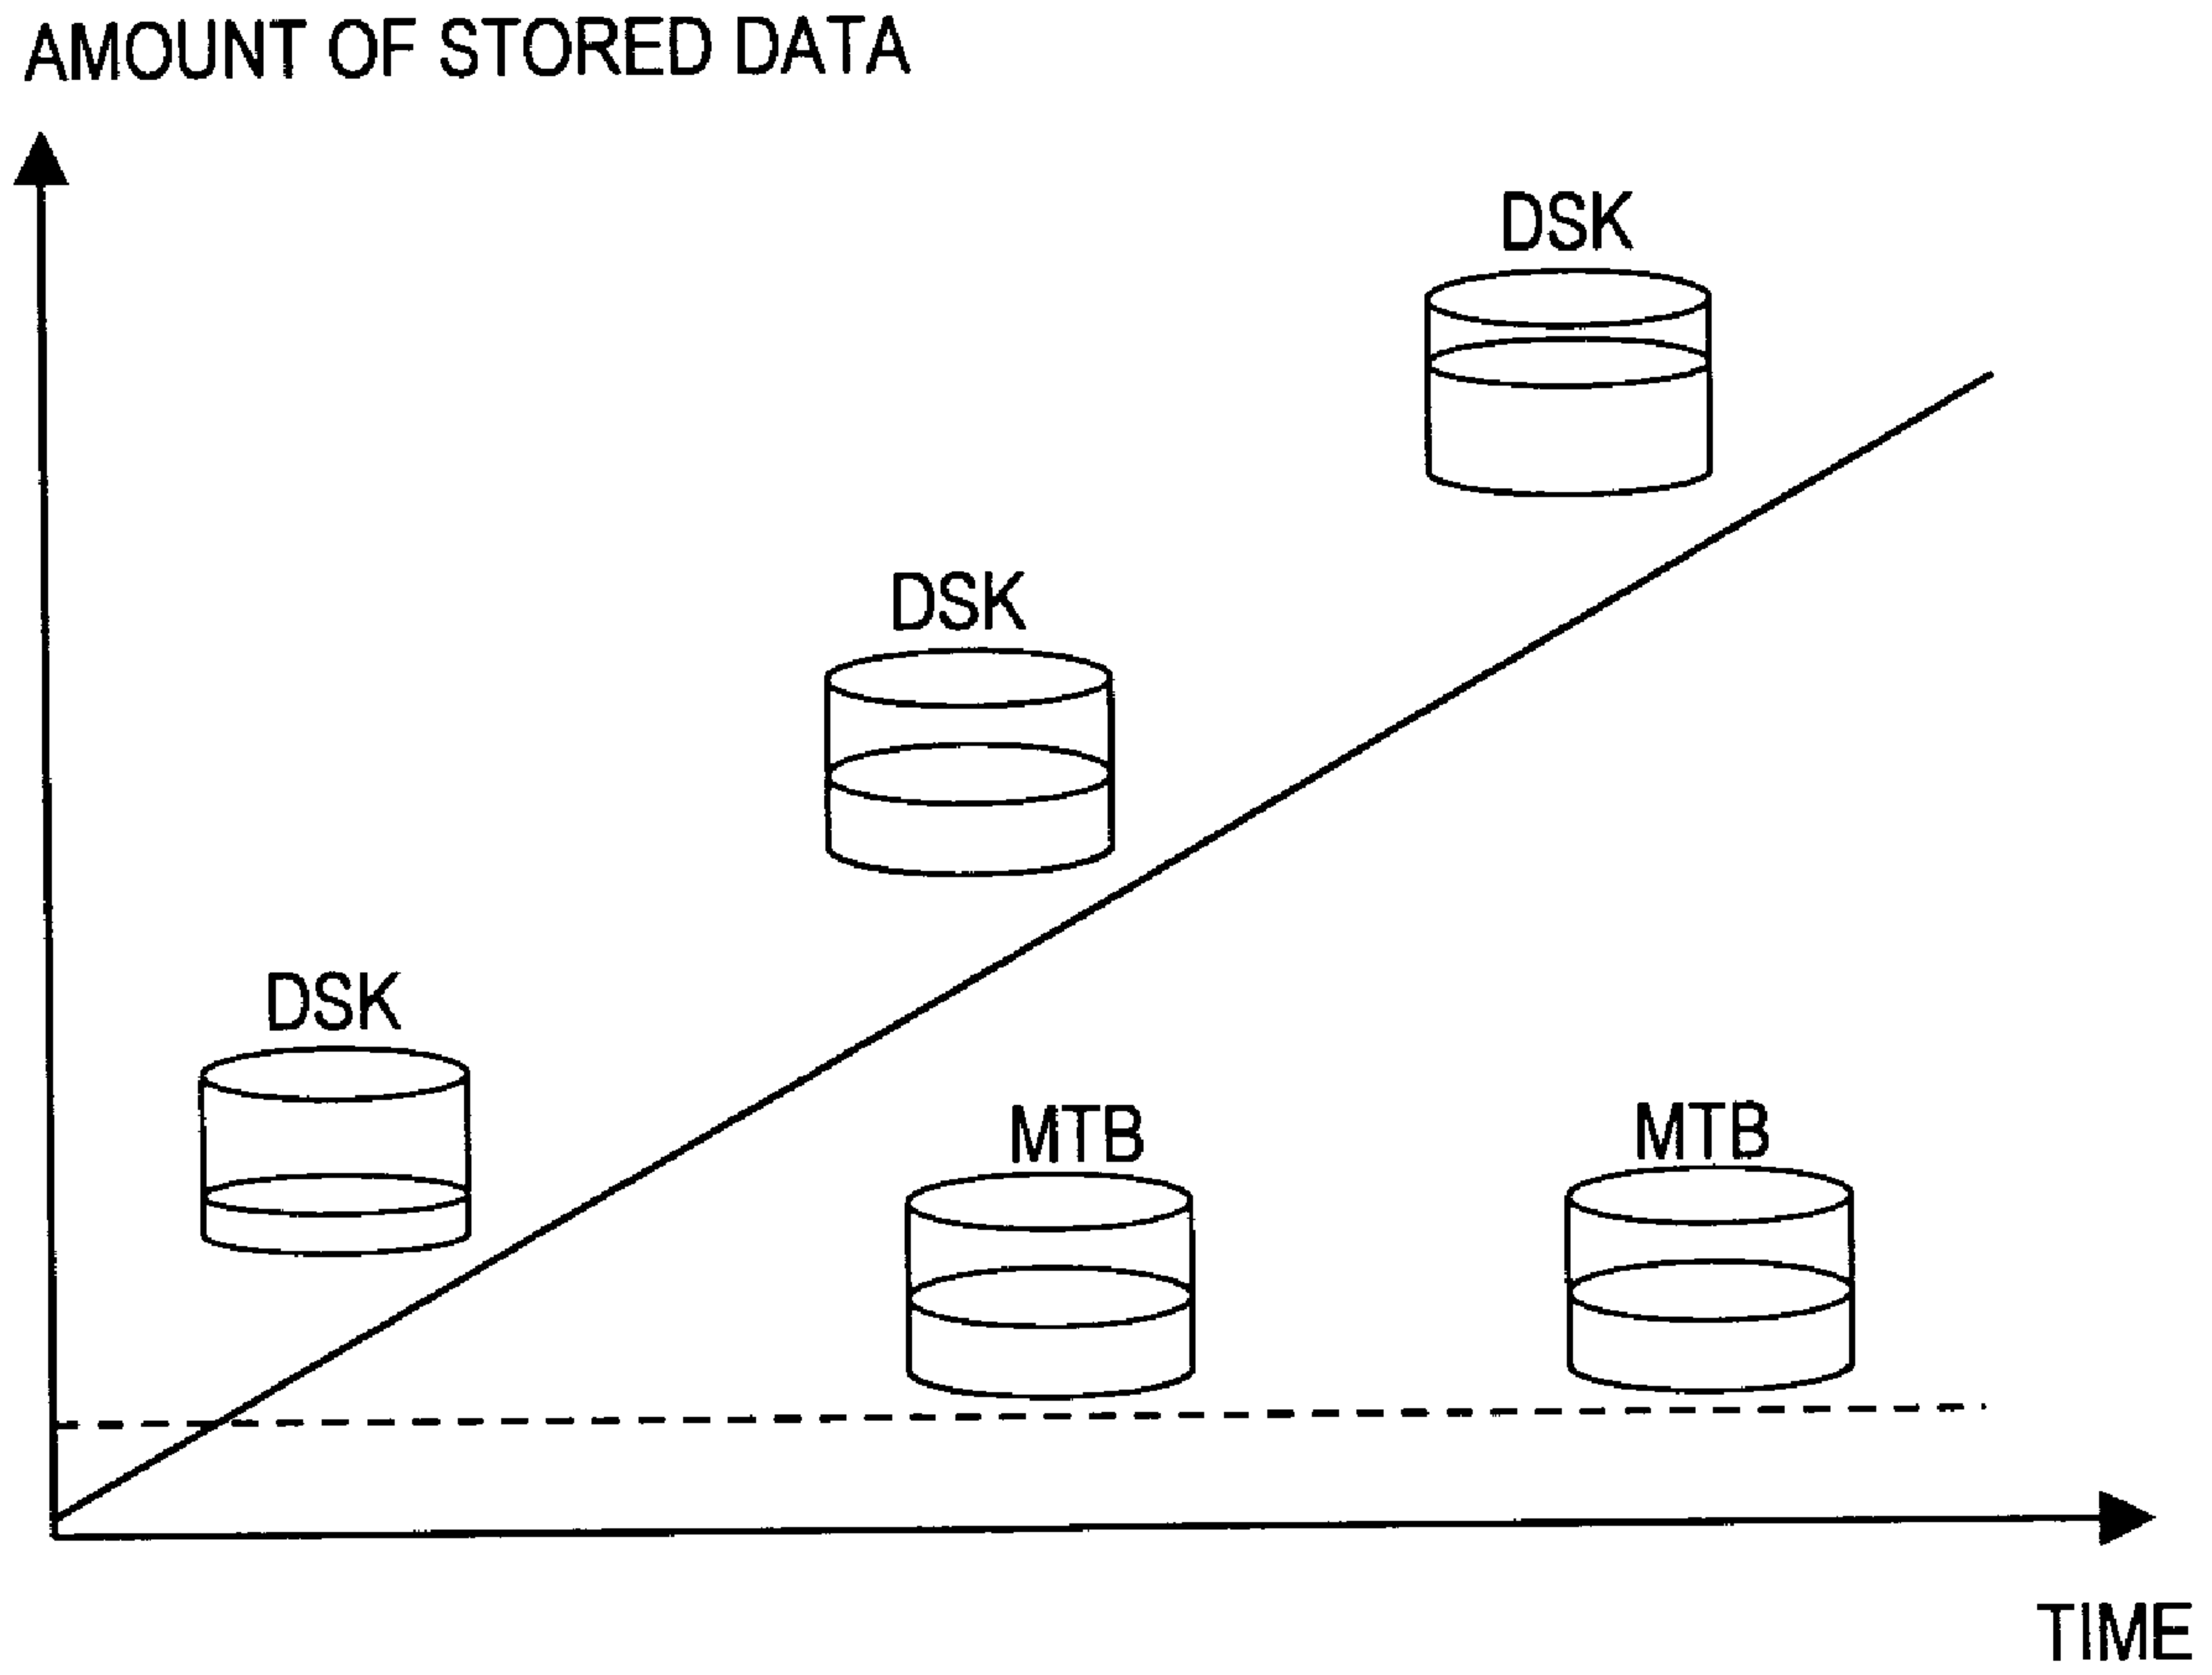 AMOUNT OF STORED DATA
DSK
DSK
DSK
MTB
MTB
TIME